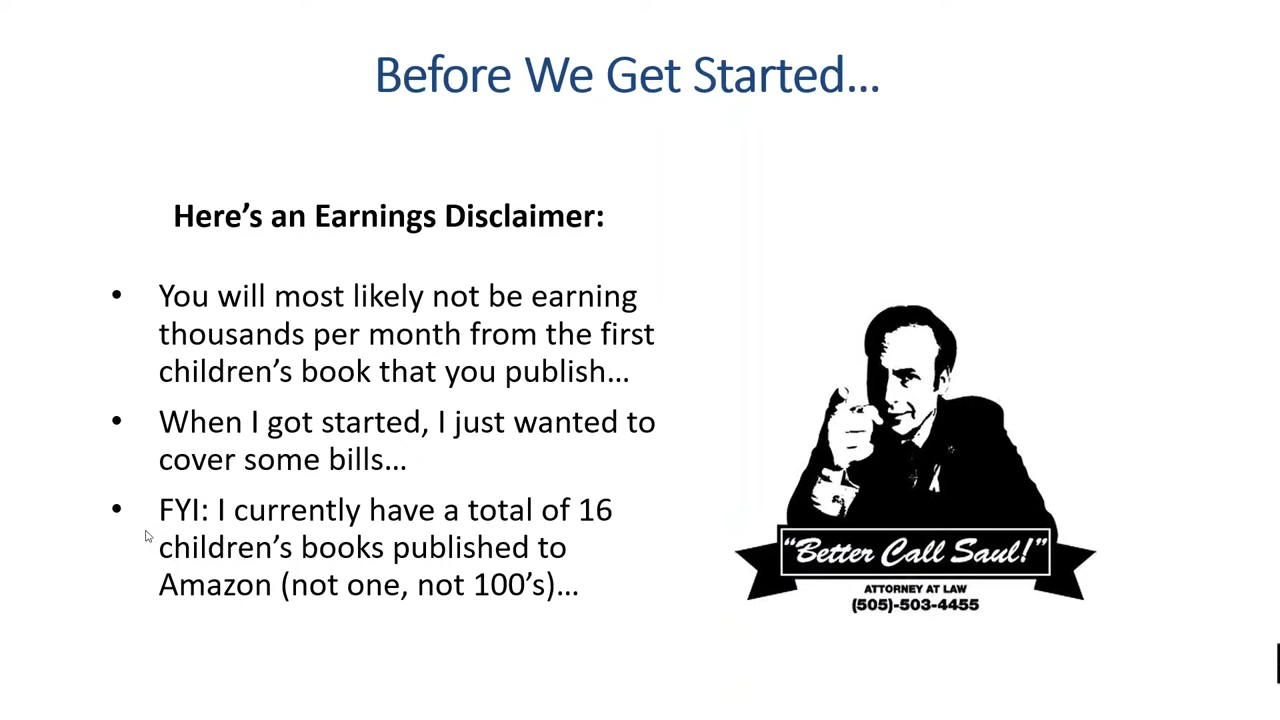 Before We Get Started...
Here's an Earnings Disclaimer:
• You will most likely not be earning
thousands per month from the first
children's book that you publish...
• When I got started, I just wanted to
cover some bills...
• FYI: I currently have a total of 16
children's books published to
Amazon (not one, not 100's)...
"Better Call Saul!"
ATTORNEY AT LAW
(505)-503-4455